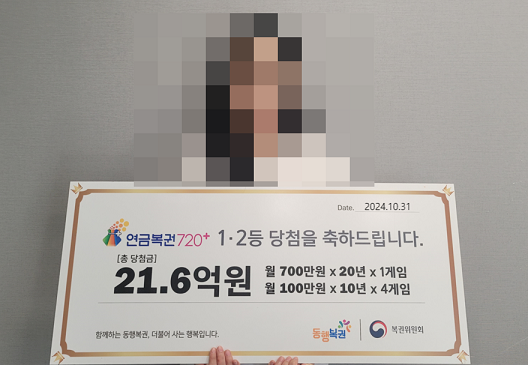 Date. 2024.10.31
연금복권720+ 1·2등 당첨을 축하드립니다.
[총 당첨금]
21.6억원
월 700만원 x 20년 x 1게임
월 100만원 x 10년 x 4게임
함께하는 동행복권, 더불어 사는 행복입니다.
동행복권
복권위원회